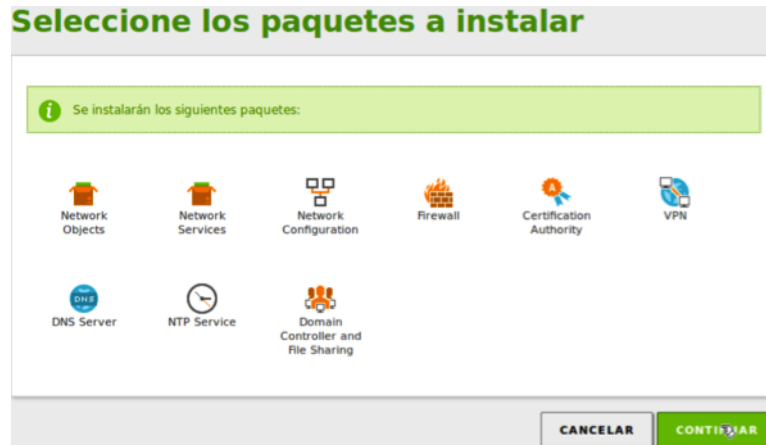 Seleccione los paquetes a instalar
Se instalarán los siguientes paquetes:
Network Objects
Network Services
Network Configuration
Firewall
Certification Authority
VPN
DNS Server
NTP Service
Domain Controller and File Sharing
CANCELAR
CONTINUAR